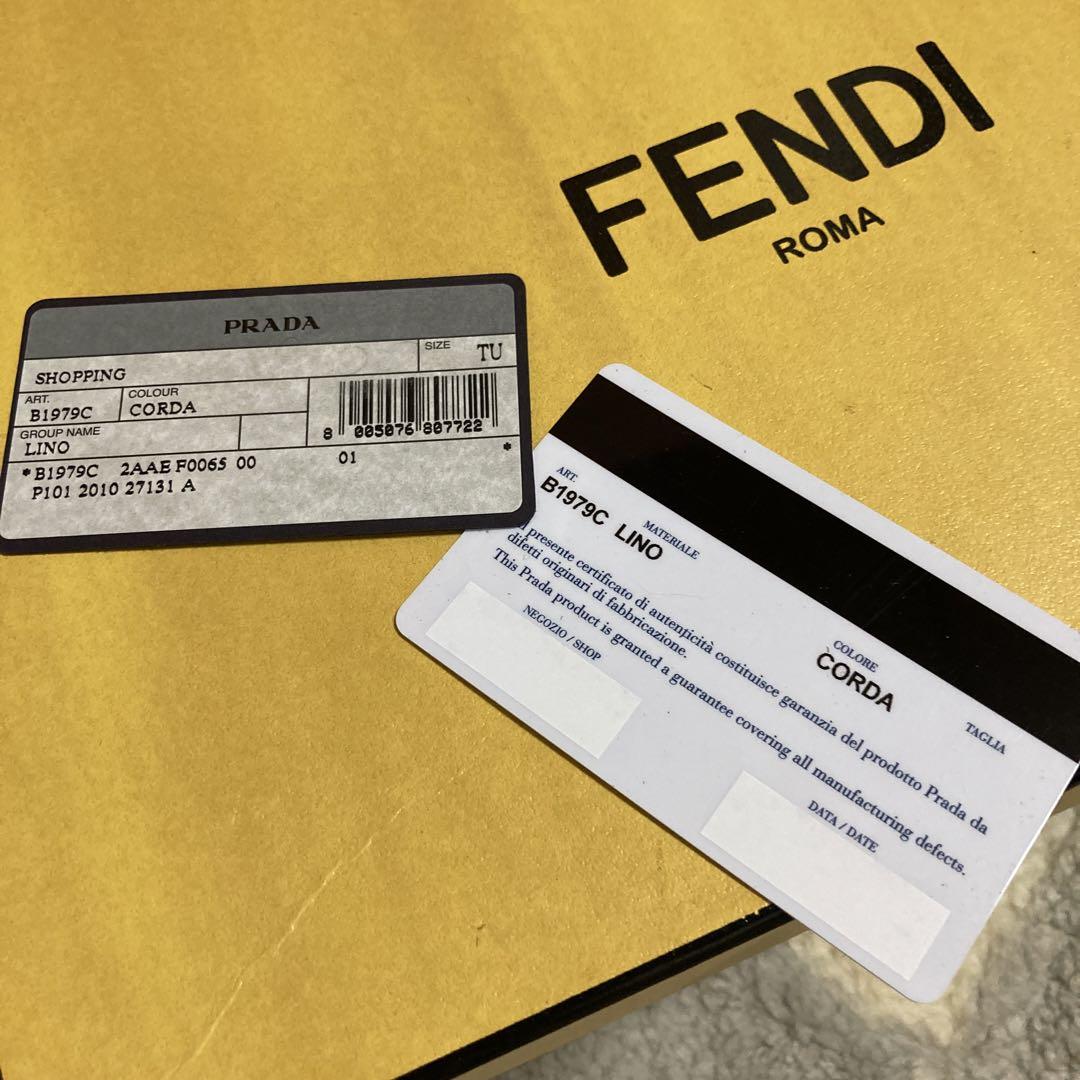 FENDI
ROMA
PRADA
SHOPPING
SIZE TU
ART. B1979C
COLOUR CORDA
GROUP NAME
LINO
8 005076 807722
*B1979C 2AAE F0065 00 01 *
P101 2010 27131 A
ART.
B1979C LINO
MATERIALE
COLORE
CORDA
TAGLIA
presente certificato di autenticità costituisce garanzia del prodotto Prada da
difetti originari di fabbricazione.
This Prada product is granted a guarantee covering all manufacturing defects.
NEGOZIO / SHOP
DATA / DATE